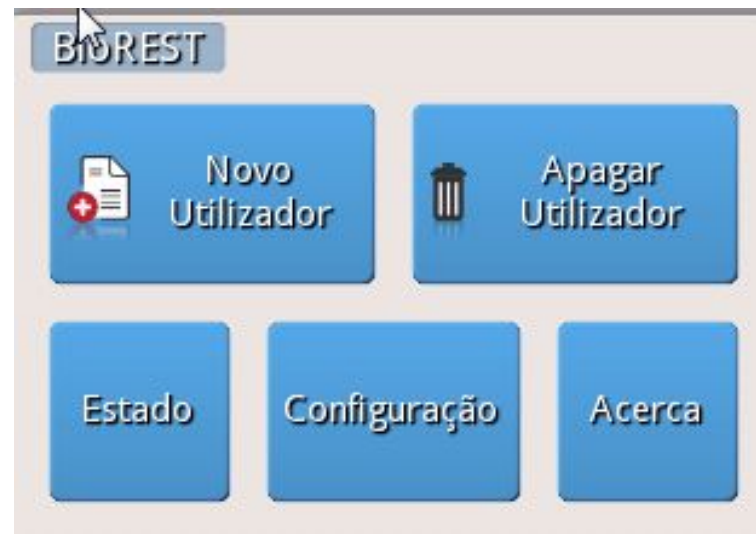 BioREST
Novo
Utilizador
Apagar
Utilizador
Estado
Configuração
Acerca